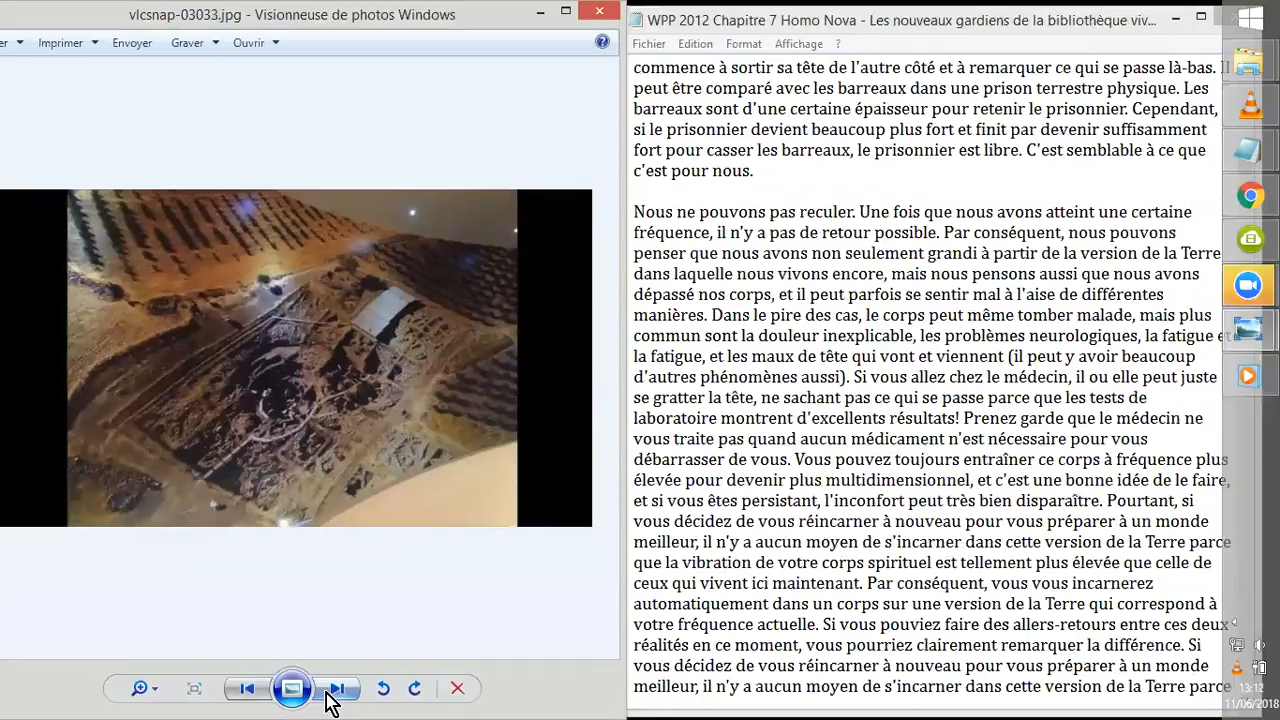 vlcsnap-03033.jpg - Visionneuse de photos Windows
Imprimer
Envoyer
Graver
Ouvrir
WPP 2012 Chapitre 7 Homo Nova - Les nouveaux gardiens de la bibliothèque viv...
Fichier Edition Format Affichage ?
commence à sortir sa tête de l'autre côté et à remarquer ce qui se passe là-bas. Il
peut être comparé avec les barreaux dans une prison terrestre physique. Les
barreaux sont d'une certaine épaisseur pour retenir le prisonnier. Cependant,
si le prisonnier devient beaucoup plus fort et finit par devenir suffisamment
fort pour casser les barreaux, le prisonnier est libre. C'est semblable à ce que
c'est pour nous.
Nous ne pouvons pas reculer. Une fois que nous avons atteint une certaine
fréquence, il n'y a pas de retour possible. Par conséquent, nous pouvons
penser que nous avons non seulement grandi à partir de la version de la Terre
dans laquelle nous vivons encore, mais nous pensons aussi que nous avons
dépassé nos corps, et il peut parfois se sentir mal à l'aise de différentes
manières. Dans le pire des cas, le corps peut même tomber malade, mais plus
commun sont la douleur inexplicable, les problèmes neurologiques, la fatigue et
la fatigue, et les maux de tête qui vont et viennent (il peut y avoir beaucoup
d'autres phénomènes aussi). Si vous allez chez le médecin, il ou elle peut juste
se gratter la tête, ne sachant pas ce qui se passe parce que les tests de
laboratoire montrent d'excellents résultats! Prenez garde que le médecin ne
vous traite pas quand aucun médicament n'est nécessaire pour vous
débarrasser de vous. Vous pouvez toujours entraîner ce corps à fréquence plus
élevée pour devenir plus multidimensionnel, et c'est une bonne idée de le faire,
et si vous êtes persistant, l'inconfort peut très bien disparaître. Pourtant, si
vous décidez de vous réincarner à nouveau pour vous préparer à un monde
meilleur, il n'y a aucun moyen de s'incarner dans cette version de la Terre parce
que la vibration de votre corps spirituel est tellement plus élevée que celle de
ceux qui vivent ici maintenant. Par conséquent, vous vous incarnerez
automatiquement dans un corps sur une version de la Terre qui correspond à
votre fréquence actuelle. Si vous pouviez faire des allers-retours entre ces deux
réalités en ce moment, vous pourriez clairement remarquer la différence. Si
vous décidez de vous réincarner à nouveau pour vous préparer à un monde
meilleur, il n'y a aucun moyen de s'incarner dans cette version de la Terre parce
13:12
11/06/2018